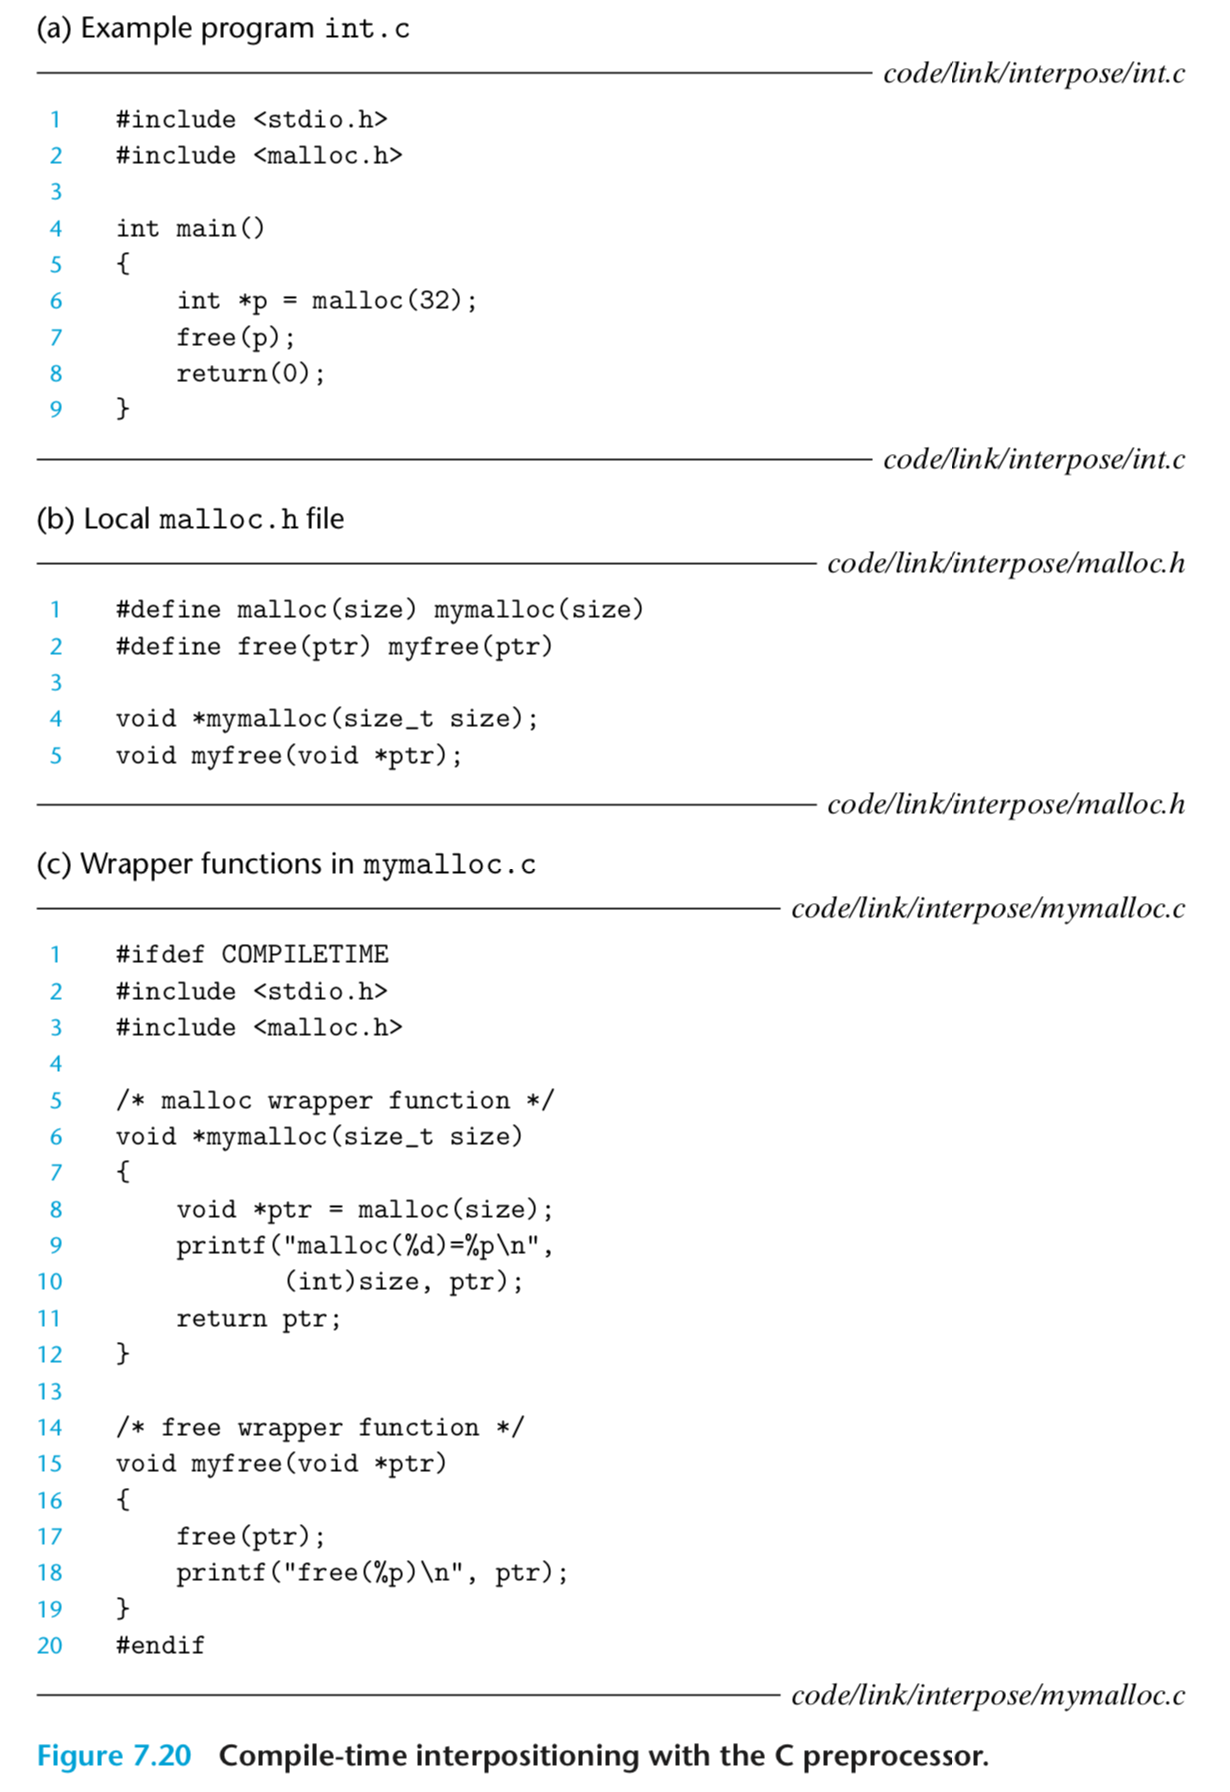 (a) Example program int.c
code/link/interpose/int.c
1 #include <stdio.h>
2 #include <malloc.h>
3
4 int main()
5 {
6     int *p = malloc(32);
7     free(p);
8     return(0);
9 }
code/link/interpose/int.c
(b) Local malloc.h file
code/link/interpose/malloc.h
1 #define malloc(size) mymalloc(size)
2 #define free(ptr) myfree(ptr)
3
4 void *mymalloc(size_t size);
5 void myfree(void *ptr);
code/link/interpose/malloc.h
(c) Wrapper functions in mymalloc.c
code/link/interpose/mymalloc.c
1 #ifdef COMPILETIME
2 #include <stdio.h>
3 #include <malloc.h>
4
5 /* malloc wrapper function */
6 void *mymalloc(size_t size)
7 {
8     void *ptr = malloc(size);
9     printf("malloc(%d)=%p\n",
10            (int)size, ptr);
11     return ptr;
12 }
13
14 /* free wrapper function */
15 void myfree(void *ptr)
16 {
17     free(ptr);
18     printf("free(%p)\n", ptr);
19 }
20 #endif
code/link/interpose/mymalloc.c
Figure 7.20 Compile-time interpositioning with the C preprocessor.